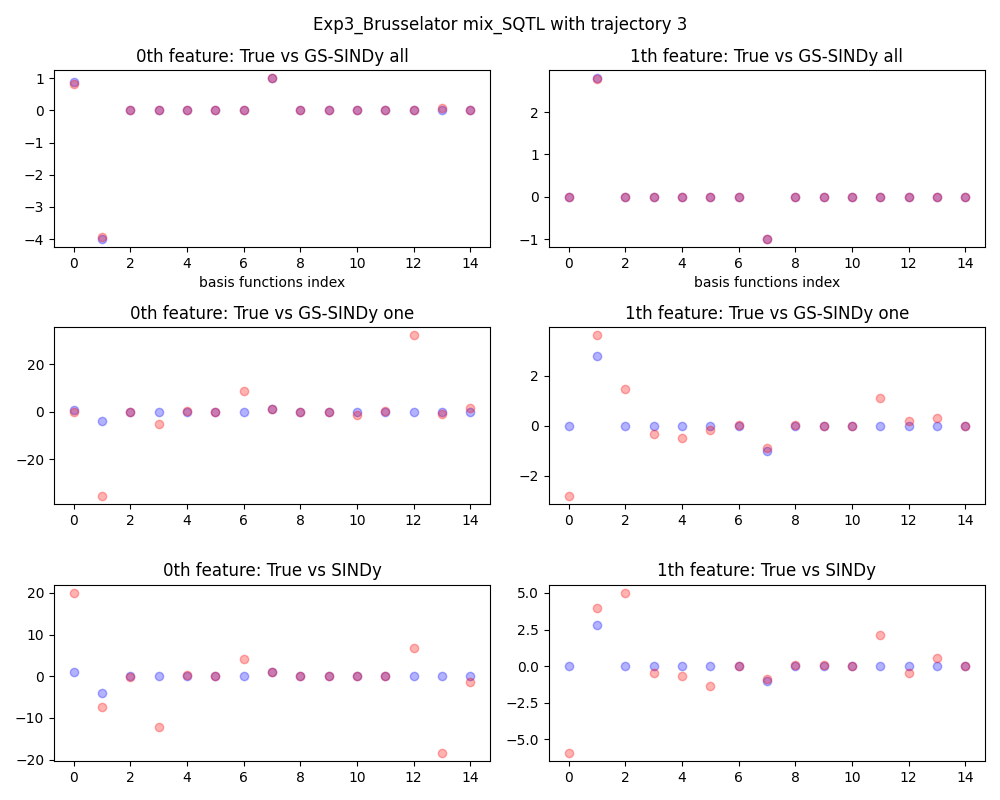 Exp3_Brusselator mix_SQTL with trajectory 3
0th feature: True vs GS-SINDy all
1
0
−1
−2
−3
−4
0 2 4 6 8 10 12 14
basis functions index
1th feature: True vs GS-SINDy all
2
1
0
−1
0 2 4 6 8 10 12 14
basis functions index
0th feature: True vs GS-SINDy one
20
0
−20
0 2 4 6 8 10 12 14
1th feature: True vs GS-SINDy one
2
0
−2
0 2 4 6 8 10 12 14
0th feature: True vs SINDy
20
10
0
−10
−20
0 2 4 6 8 10 12 14
1th feature: True vs SINDy
5.0
2.5
0.0
−2.5
−5.0
0 2 4 6 8 10 12 14